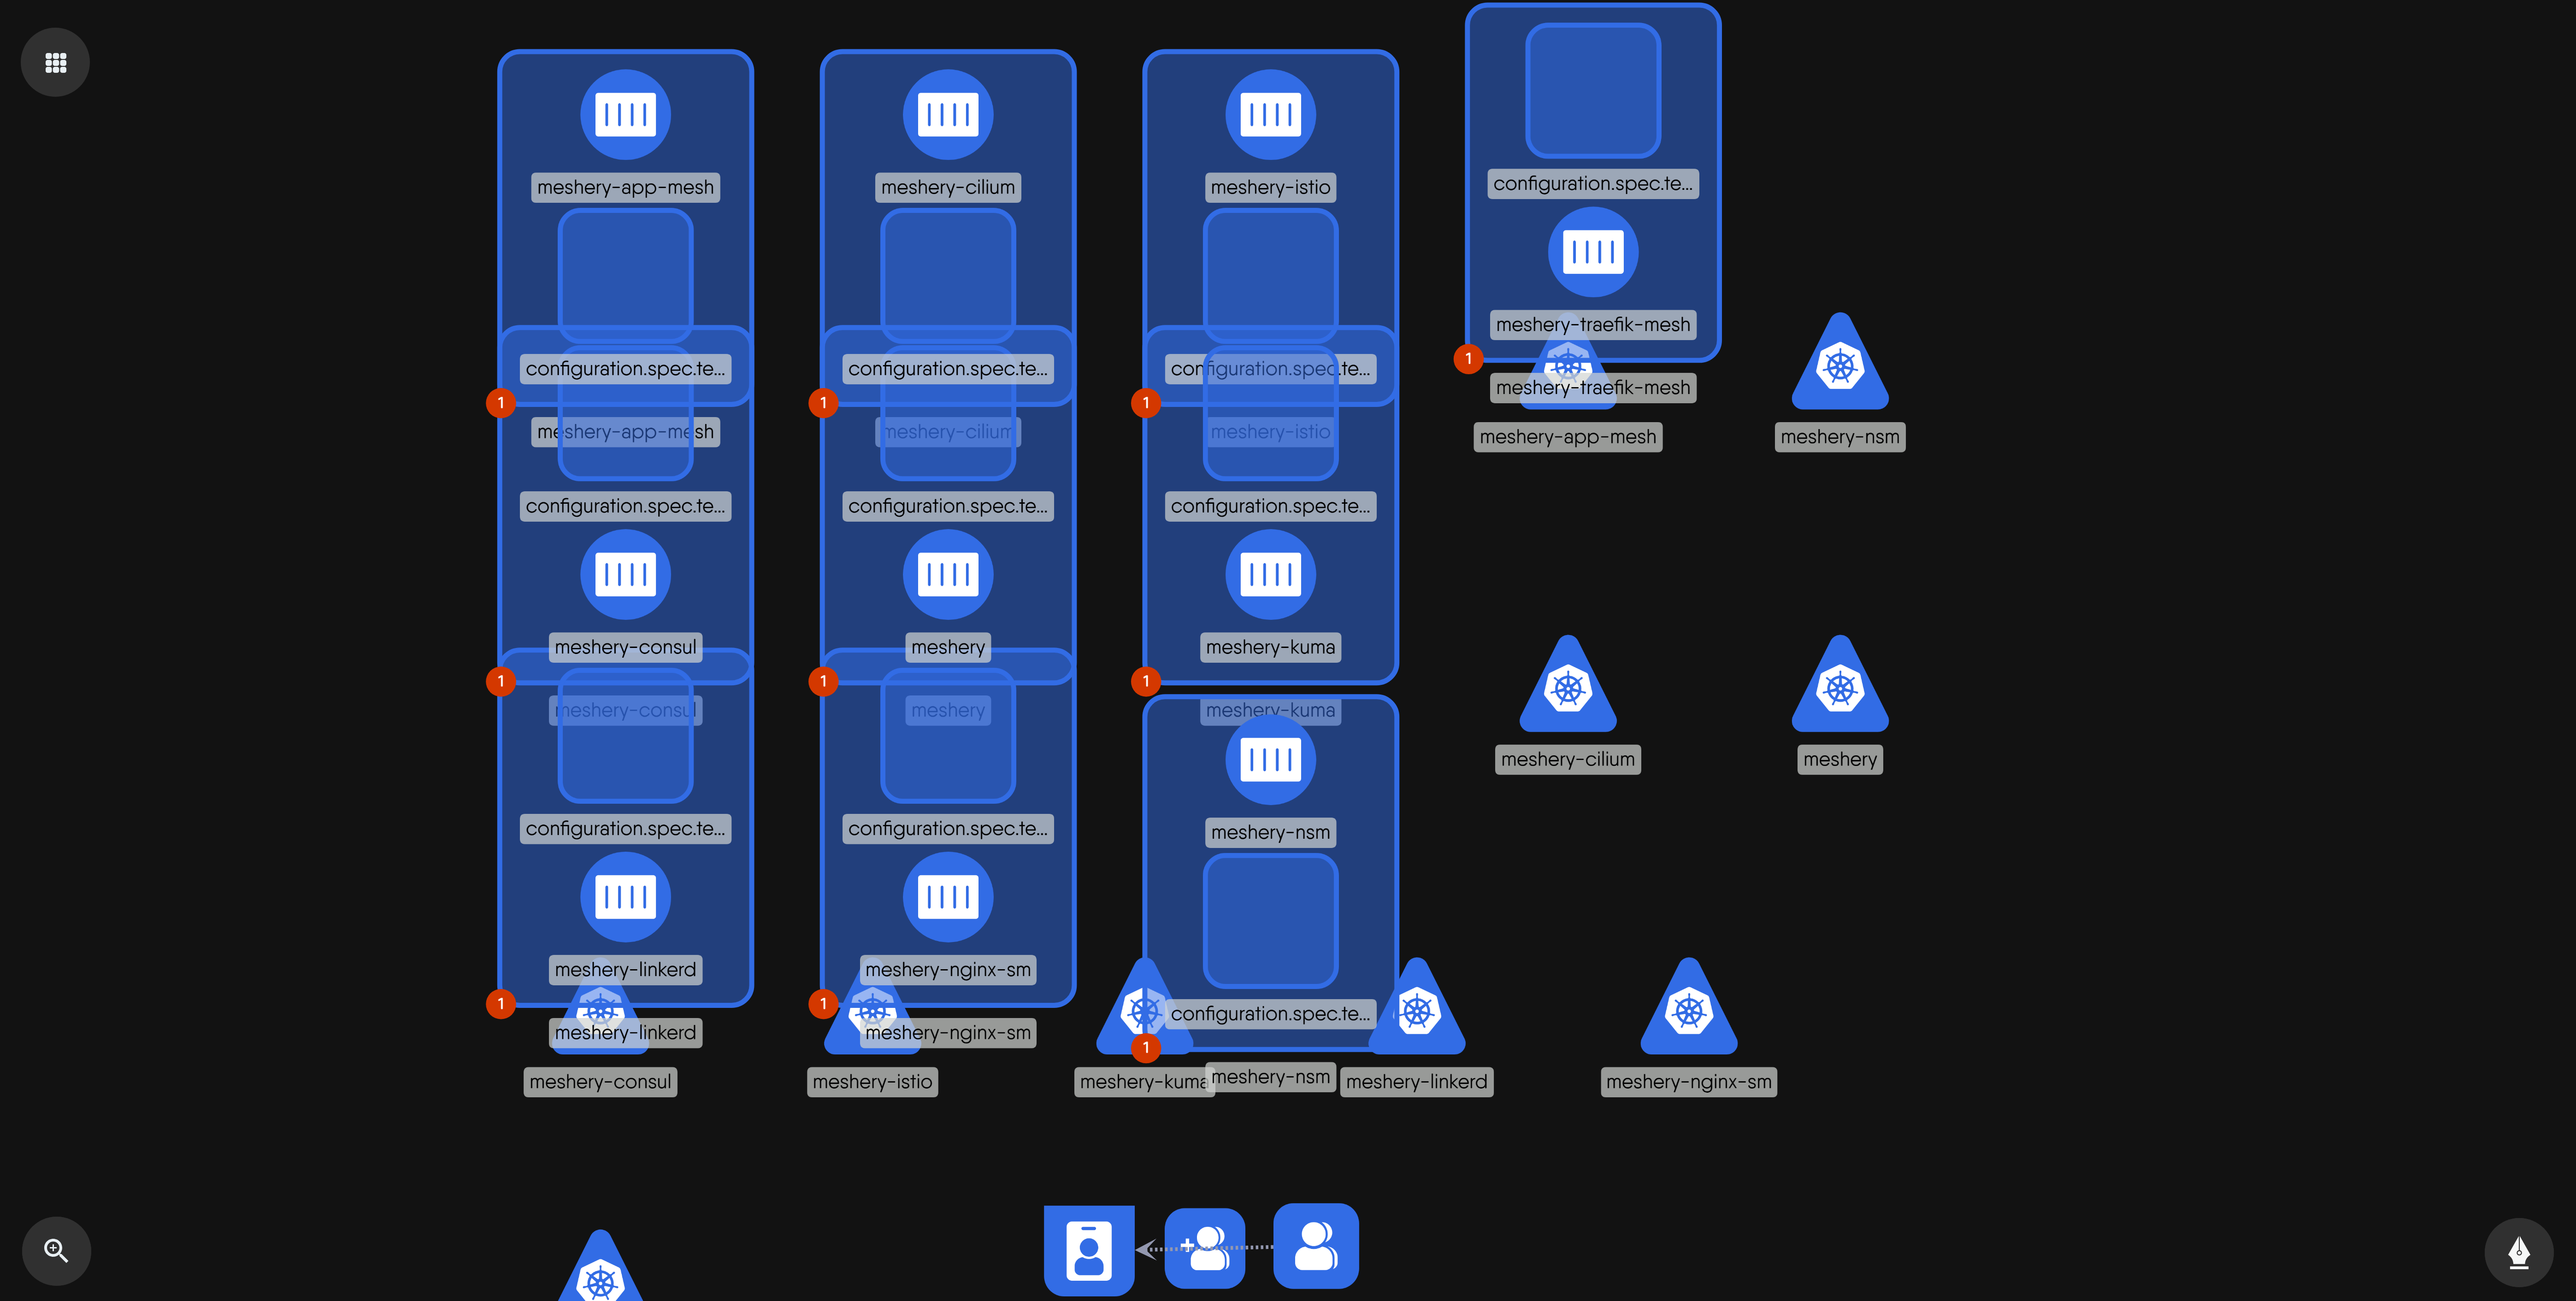 meshery-app-mesh
configuration.spec.te...
1
meshery-app-mesh
configuration.spec.te...
meshery-consul
1
meshery-consul
configuration.spec.te...
meshery-linkerd
1
meshery-linkerd
meshery-consul
meshery-cilium
configuration.spec.te...
1
meshery-cilium
configuration.spec.te...
meshery
1
meshery
configuration.spec.te...
meshery-nginx-sm
1
meshery-nginx-sm
meshery-istio
meshery-istio
configuration.spec.te...
1
meshery-istio
configuration.spec.te...
meshery-kuma
1
meshery-kuma
meshery-nsm
configuration.spec.te...
1
meshery-nsm
meshery-kuma
meshery-linkerd
configuration.spec.te...
meshery-traefik-mesh
1
meshery-traefik-mesh
meshery-app-mesh
meshery-nsm
meshery-cilium
meshery
meshery-nginx-sm